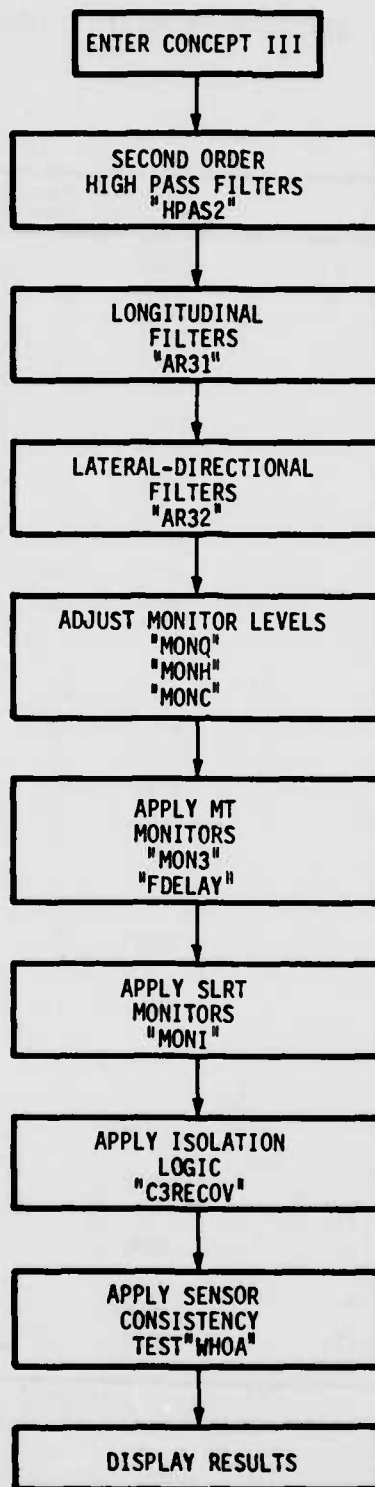 ENTER CONCEPT III
SECOND ORDER
HIGH PASS FILTERS
"HPAS2"
LONGITUDINAL
FILTERS
"AR31"
LATERAL-DIRECTIONAL
FILTERS
"AR32"
ADJUST MONITOR LEVELS
"MONQ"
"MONH"
"MONC"
APPLY MT
MONITORS
"MON3"
"FDELAY"
APPLY SLRT
MONITORS
"MONI"
APPLY ISOLATION
LOGIC
"C3RECOV"
APPLY SENSOR
CONSISTENCY
TEST"WHOA"
DISPLAY RESULTS